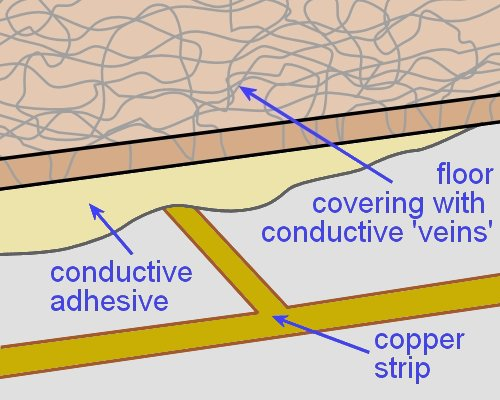 floor
covering with
conductive 'veins'
conductive
adhesive
copper
strip